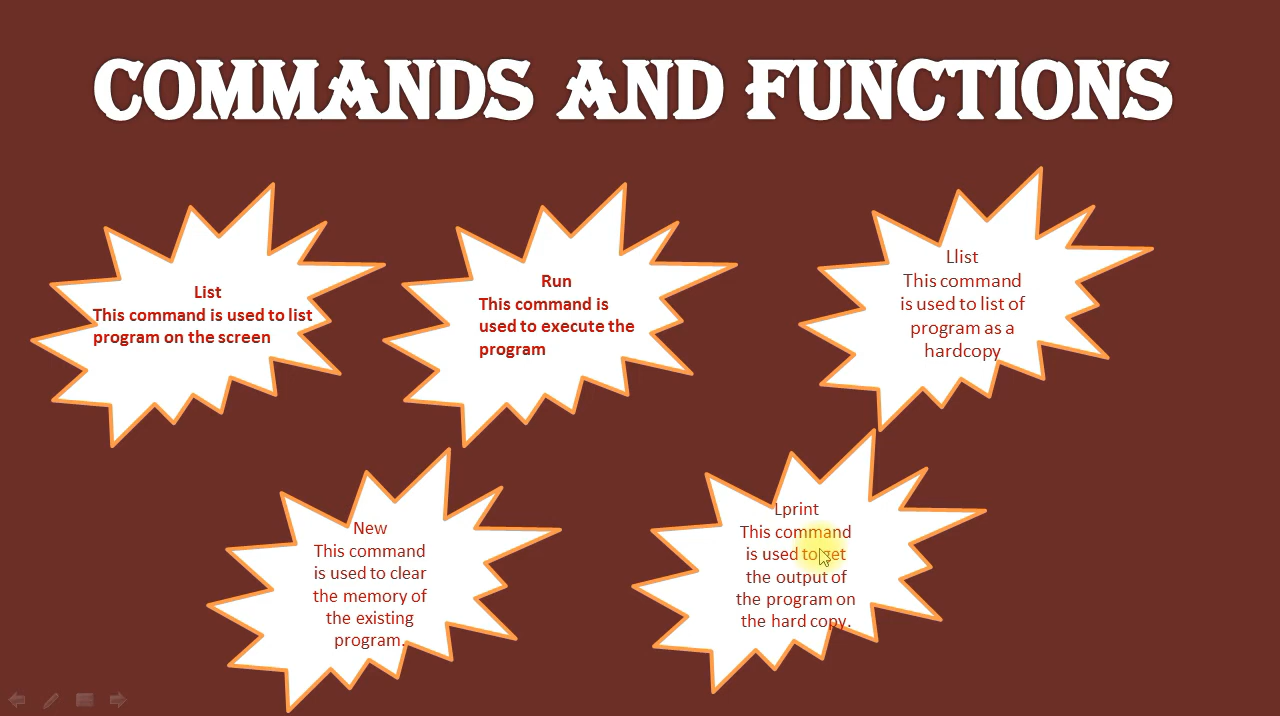 COMMANDS AND FUNCTIONS
List
This command is used to list
program on the screen
Run
This command is
used to execute the
program
Llist
This command
is used to list of
program as a
hardcopy
New
This command
is used to clear
the memory of
the existing
program.
Lprint
This command
is used to get
the output of
the program on
the hard copy.